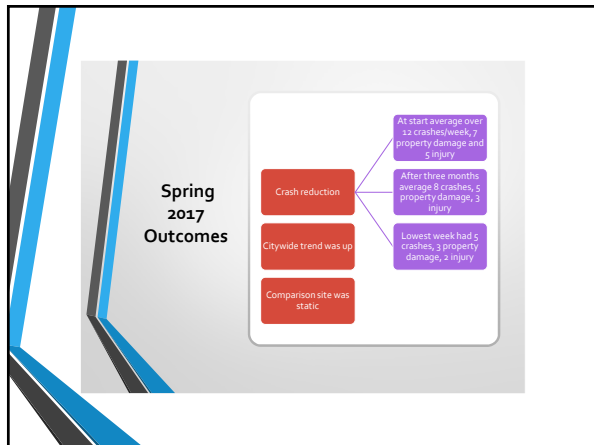 Spring
2017
Outcomes
Crash reduction
At start average over
12 crashes/week, 7
property damage and
5 injury
After three months
average 8 crashes, 5
property damage, 3
injury
Lowest week had 5
crashes, 3 property
damage, 2 injury
Citywide trend was up
Comparison site was
static